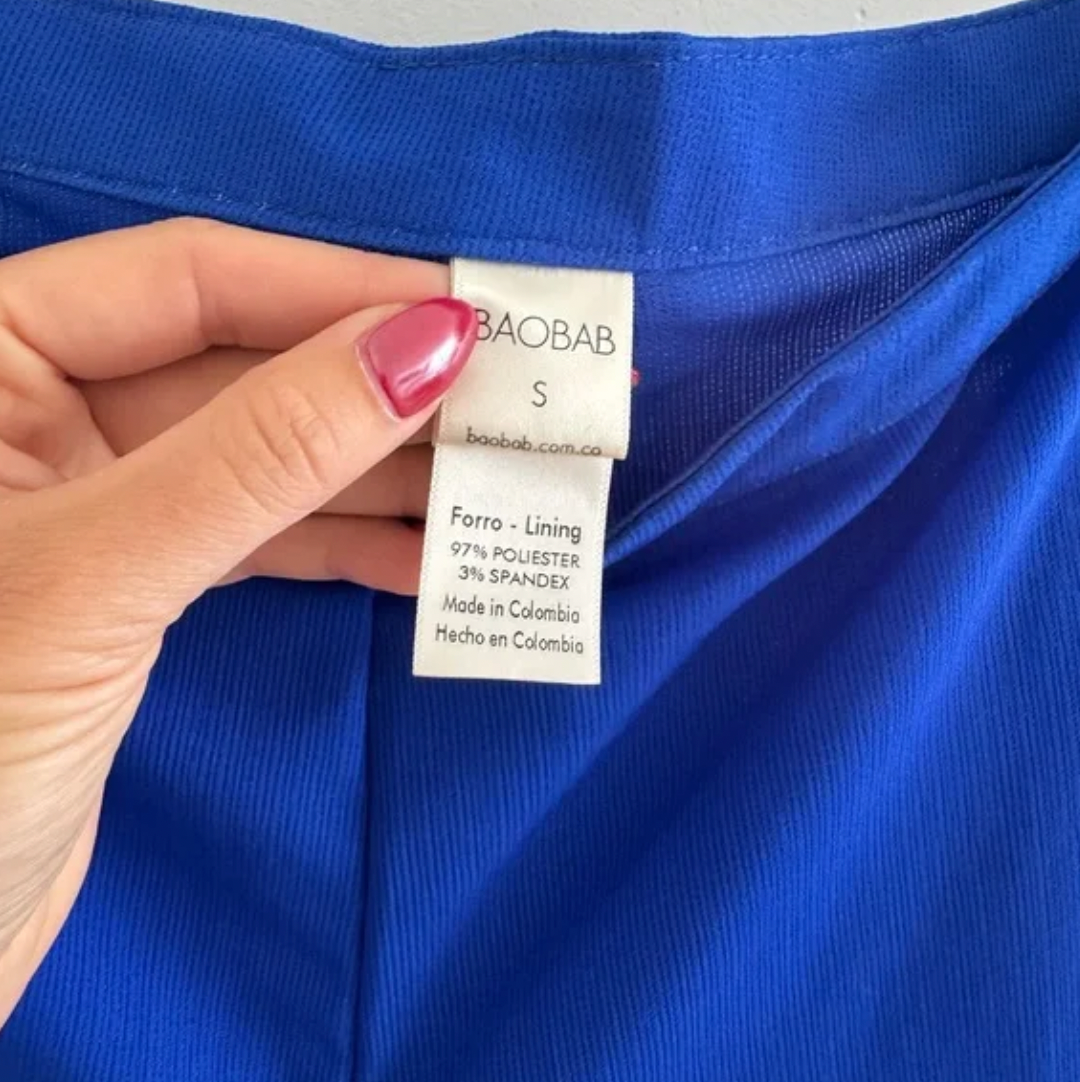 BAOBAB
S
baobab.com.co
Forro - Lining
97% POLIESTER
3% SPANDEX
Made in Colombia
Hecho en Colombia